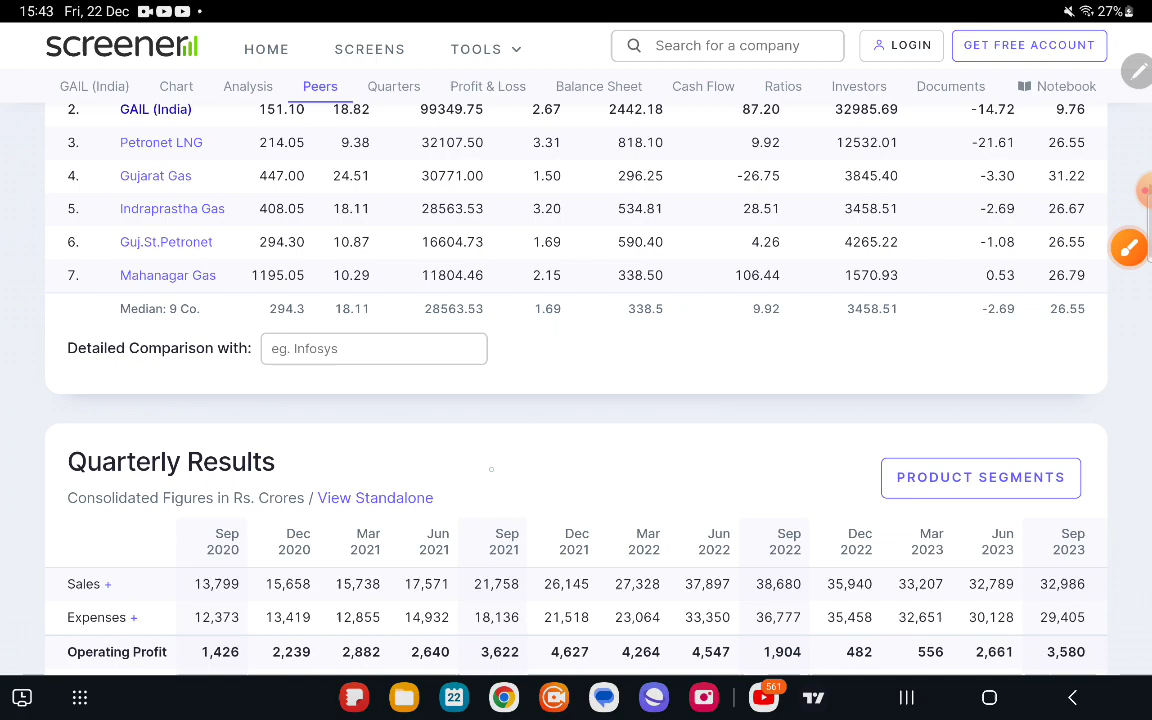 15:43 Fri, 22 Dec 27%
screener HOME SCREENS TOOLS Search for a company LOGIN GET FREE ACCOUNT
GAIL (India) Chart Analysis Peers Quarters Profit & Loss Balance Sheet Cash Flow Ratios Investors Documents Notebook
2. GAIL (India) 151.10 18.82 99349.75 2.67 2442.18 87.20 32985.69 -14.72 9.76
3. Petronet LNG 214.05 9.38 32107.50 3.31 818.10 9.92 12532.01 -21.61 26.55
4. Gujarat Gas 447.00 24.51 30771.00 1.50 296.25 -26.75 3845.40 -3.30 31.22
5. Indraprastha Gas 408.05 18.11 28563.53 3.20 534.81 28.51 3458.51 -2.69 26.67
6. Guj.St.Petronet 294.30 10.87 16604.73 1.69 590.40 4.26 4265.22 -1.08 26.55
7. Mahanagar Gas 1195.05 10.29 11804.46 2.15 338.50 106.44 1570.93 0.53 26.79
Median: 9 Co. 294.3 18.11 28563.53 1.69 338.5 9.92 3458.51 -2.69 26.55
Detailed Comparison with: eg. Infosys
Quarterly Results
PRODUCT SEGMENTS
Consolidated Figures in Rs. Crores / View Standalone
Sep Dec Mar Jun Sep Dec Mar Jun Sep Dec Mar Jun Sep
2020 2020 2021 2021 2021 2021 2022 2022 2022 2022 2023 2023 2023
Sales + 13,799 15,658 15,738 17,571 21,758 26,145 27,328 37,897 38,680 35,940 33,207 32,789 32,986
Expenses + 12,373 13,419 12,855 14,932 18,136 21,518 23,064 33,350 36,777 35,458 32,651 30,128 29,405
Operating Profit 1,426 2,239 2,882 2,640 3,622 4,627 4,264 4,547 1,904 482 556 2,661 3,580
22 561